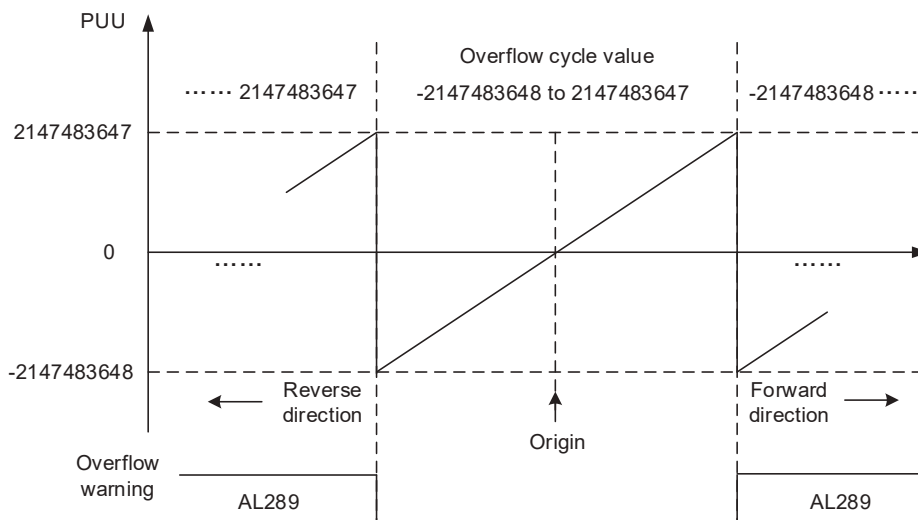 PUU
Overflow cycle value
…… 2147483647
-2147483648 to 2147483647
-2147483648 ……
2147483647
0
……
……
-2147483648
Reverse
direction
Forward
direction
Origin
Overflow
warning
AL289
AL289